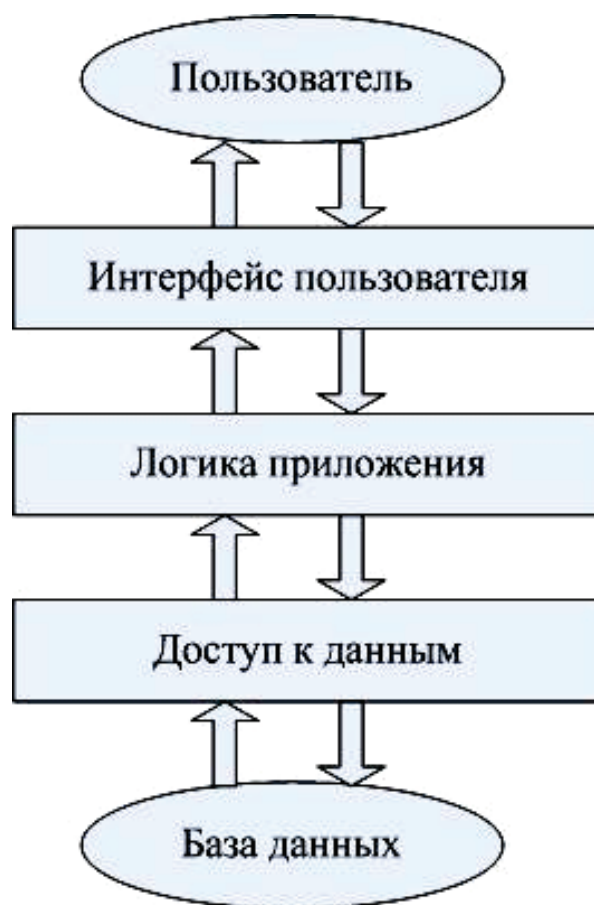 Пользователь
Интерфейс пользователя
Логика приложения
Доступ к данным
База данных